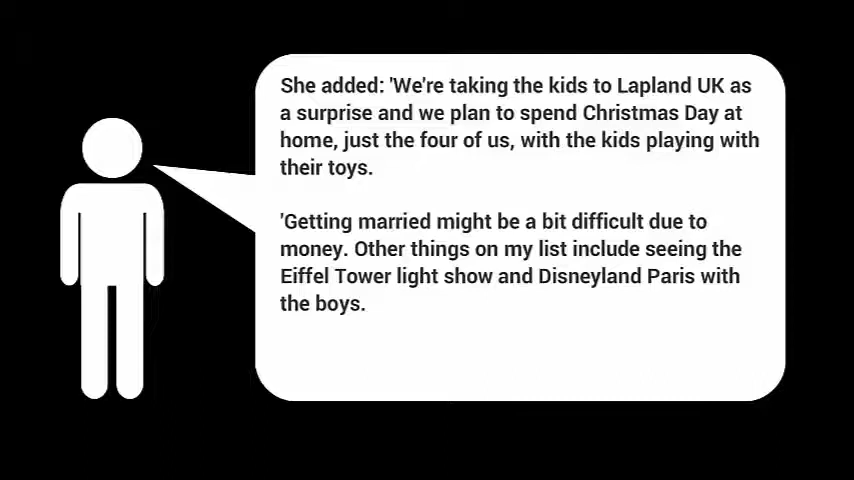 She added: 'We're taking the kids to Lapland UK as
a surprise and we plan to spend Christmas Day at
home, just the four of us, with the kids playing with
their toys.
'Getting married might be a bit difficult due to
money. Other things on my list include seeing the
Eiffel Tower light show and Disneyland Paris with
the boys.